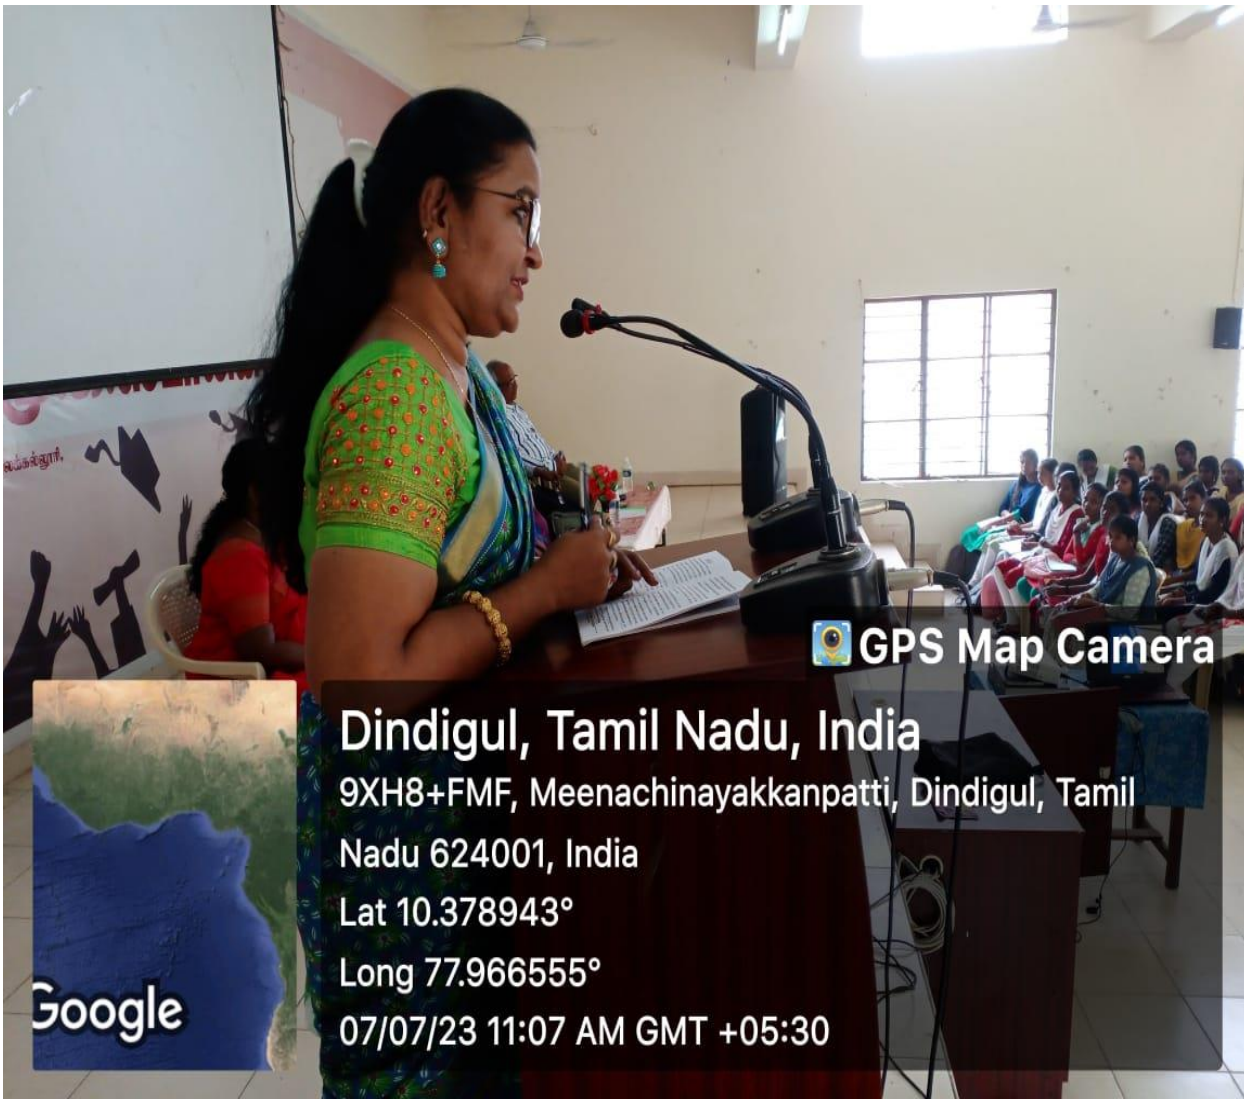 GPS Map Camera
Dindigul, Tamil Nadu, India
9XH8+FMF, Meenachinayakkanpatti, Dindigul, Tamil
Nadu 624001, India
Lat 10.378943°
Long 77.966555°
07/07/23 11:07 AM GMT +05:30
Google